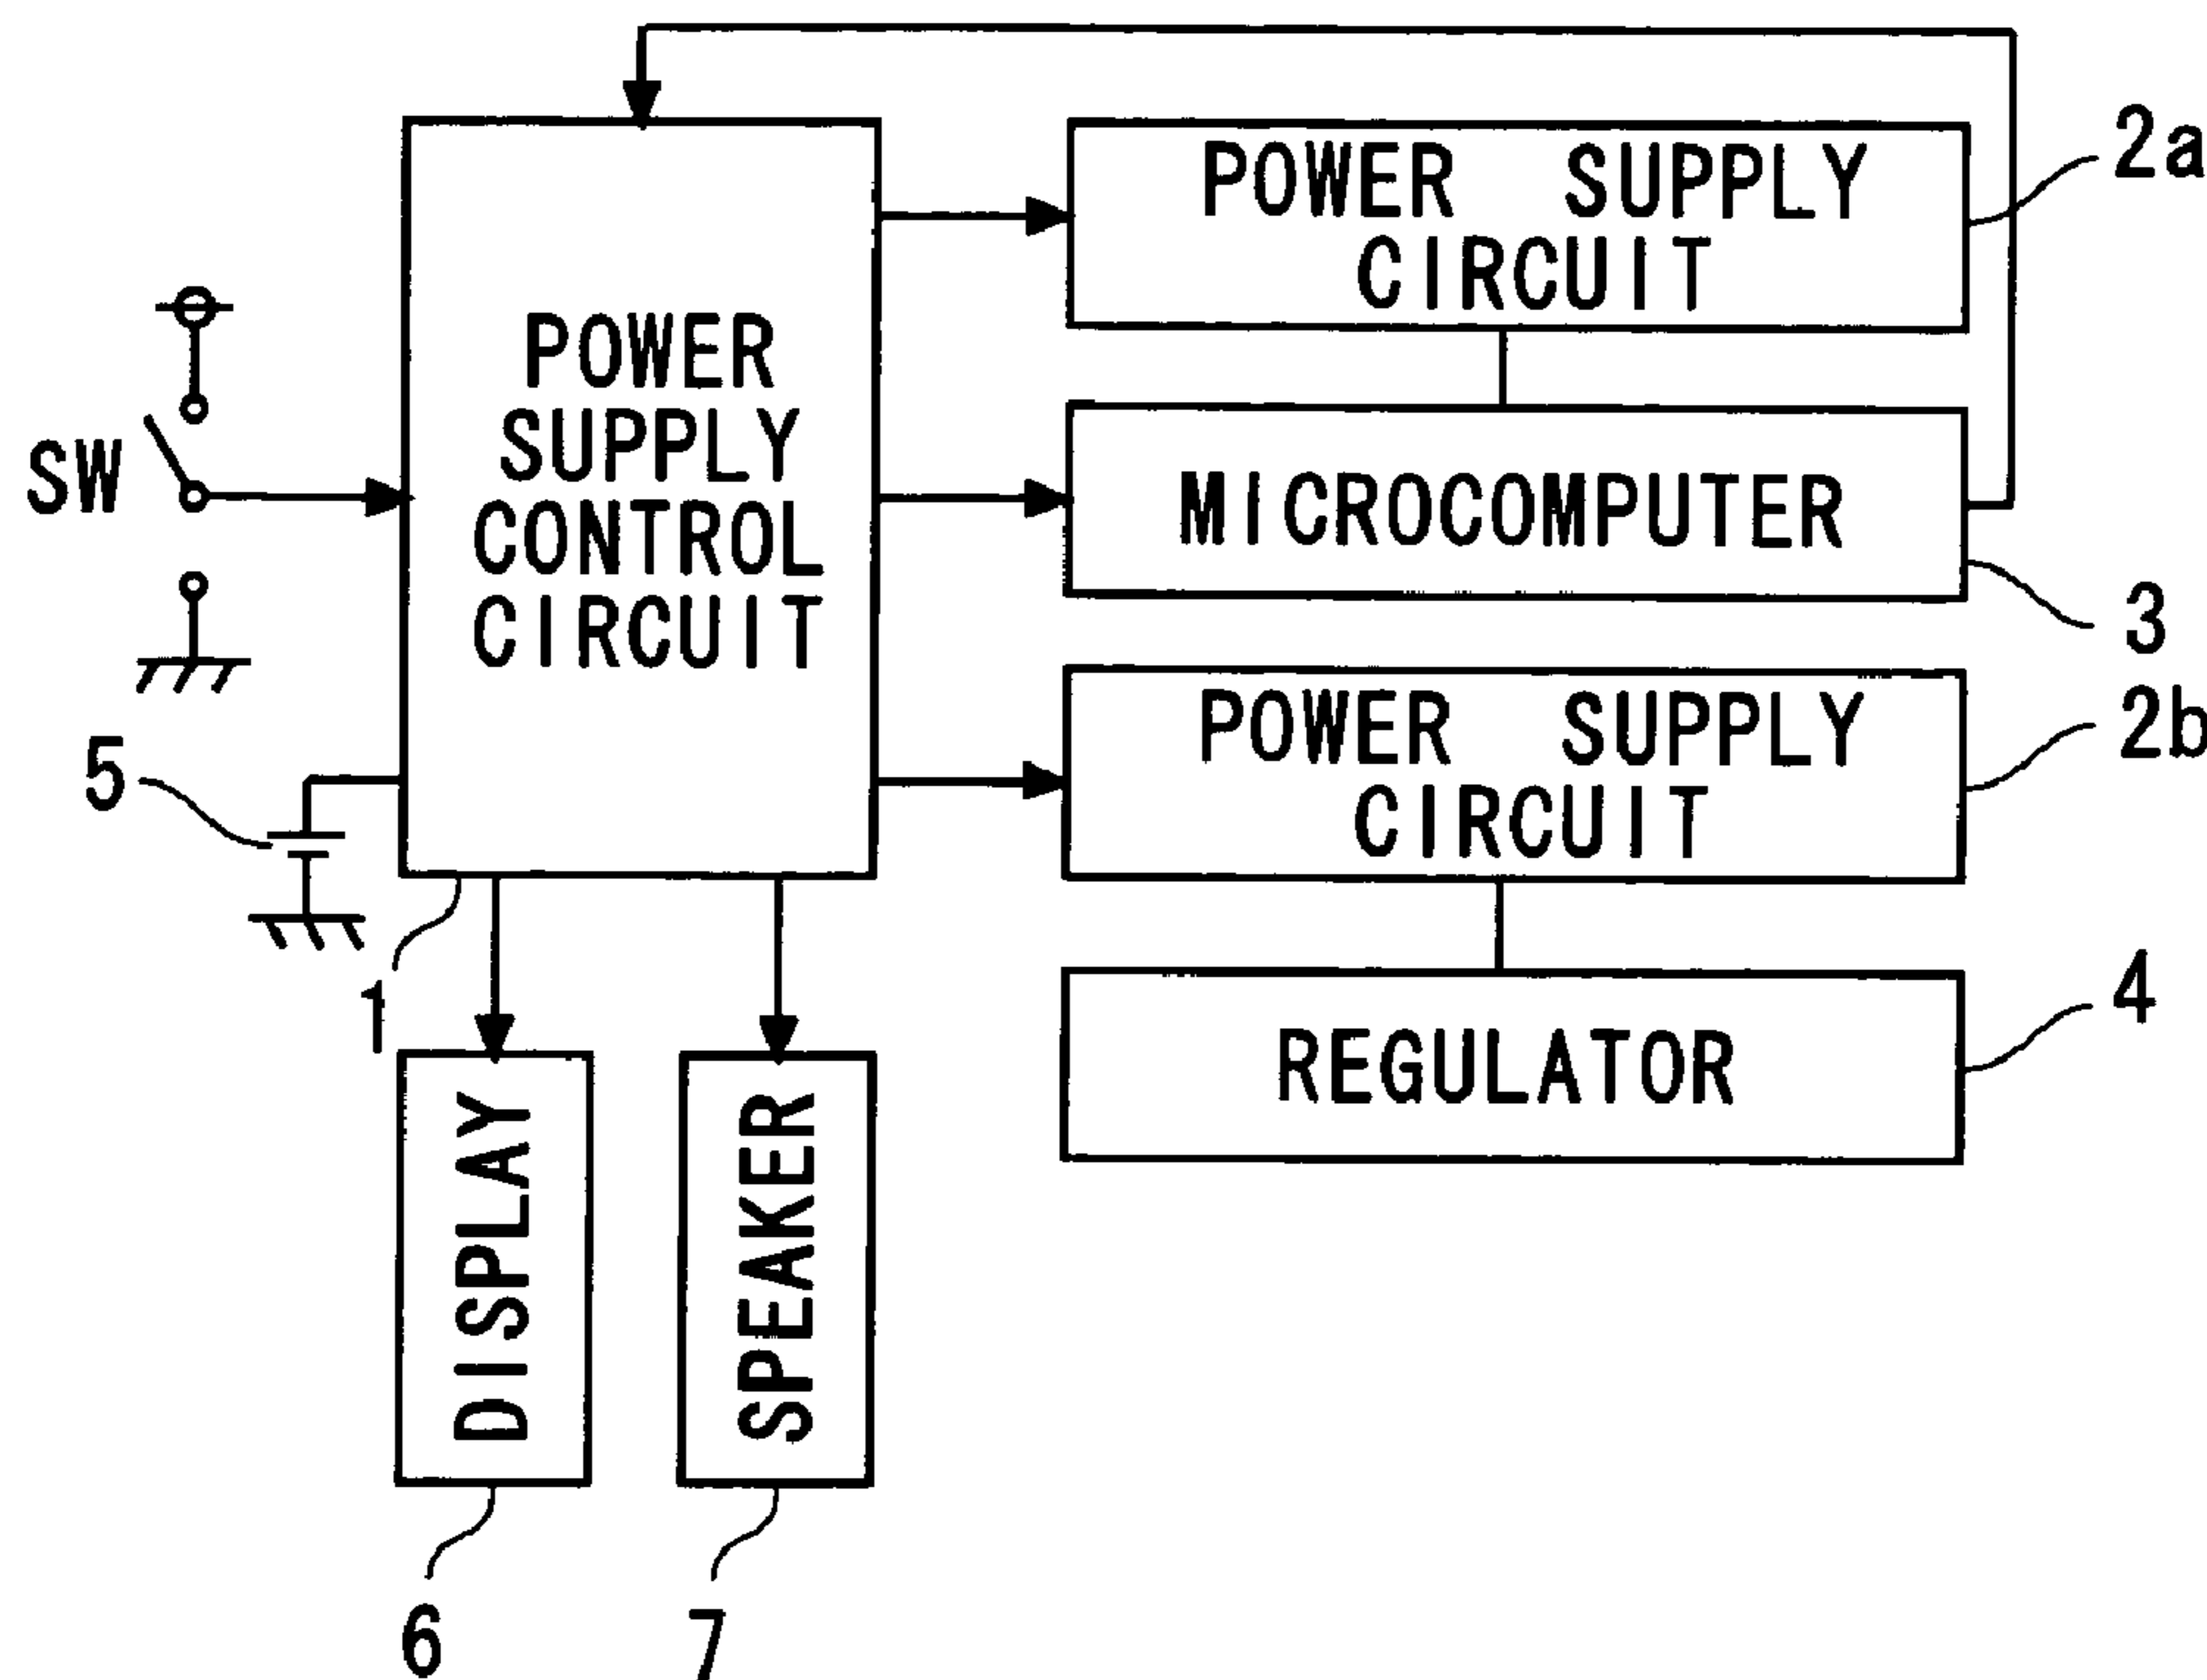 POWER SUPPLY
CIRCUIT
2a
POWER
SUPPLY
CONTROL
CIRCUIT
SW
MICROCOMPUTER
3
POWER SUPPLY
CIRCUIT
2b
5
1
REGULATOR
4
DISPLAY
SPEAKER
6
7